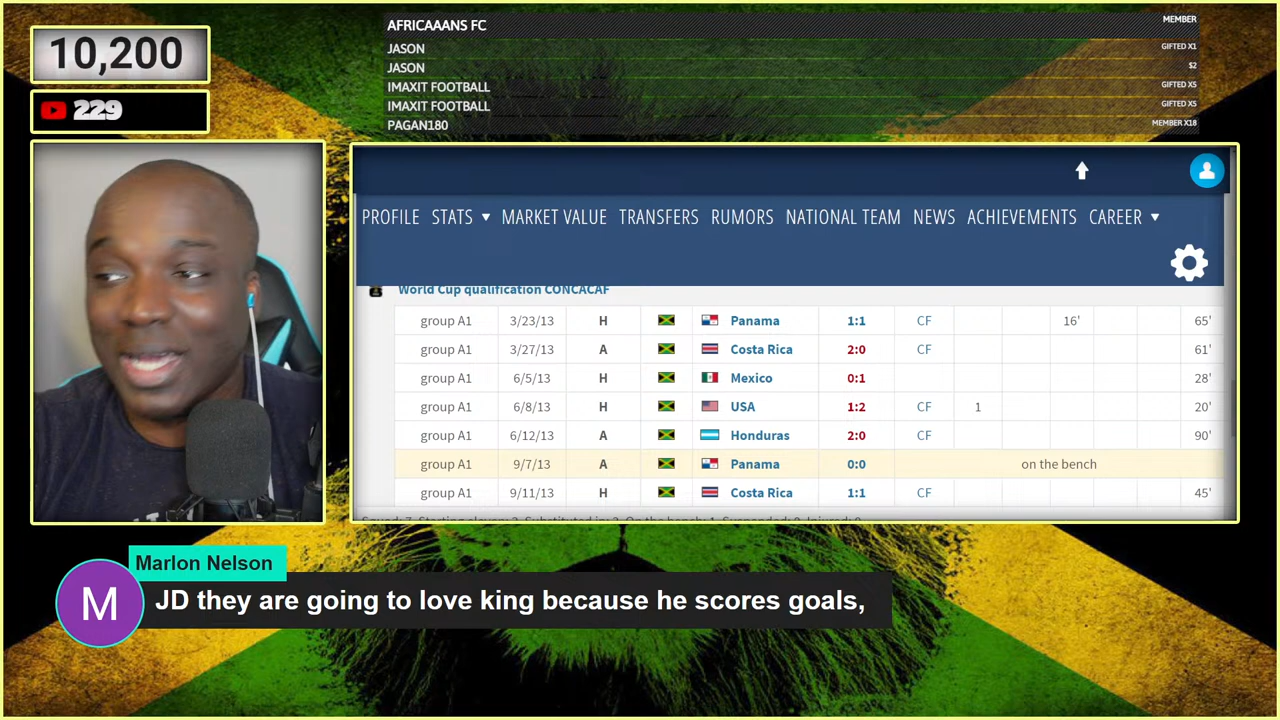 10,200
229
AFRICAAANS FC MEMBER
JASON GIFTED X1
JASON $2
IMAXIT FOOTBALL GIFTED X5
IMAXIT FOOTBALL GIFTED X5
PAGAN180 MEMBER X18
PROFILE STATS MARKET VALUE TRANSFERS RUMORS NATIONAL TEAM NEWS ACHIEVEMENTS CAREER
World Cup qualification CONCACAF
group A1 3/23/13 H Panama 1:1 CF 16' 65'
group A1 3/27/13 A Costa Rica 2:0 CF 61'
group A1 6/5/13 H Mexico 0:1 28'
group A1 6/8/13 H USA 1:2 CF 1 20'
group A1 6/12/13 A Honduras 2:0 CF 90'
group A1 9/7/13 A Panama 0:0 on the bench
group A1 9/11/13 H Costa Rica 1:1 CF 45'
Marlon Nelson
M
JD they are going to love king because he scores goals,